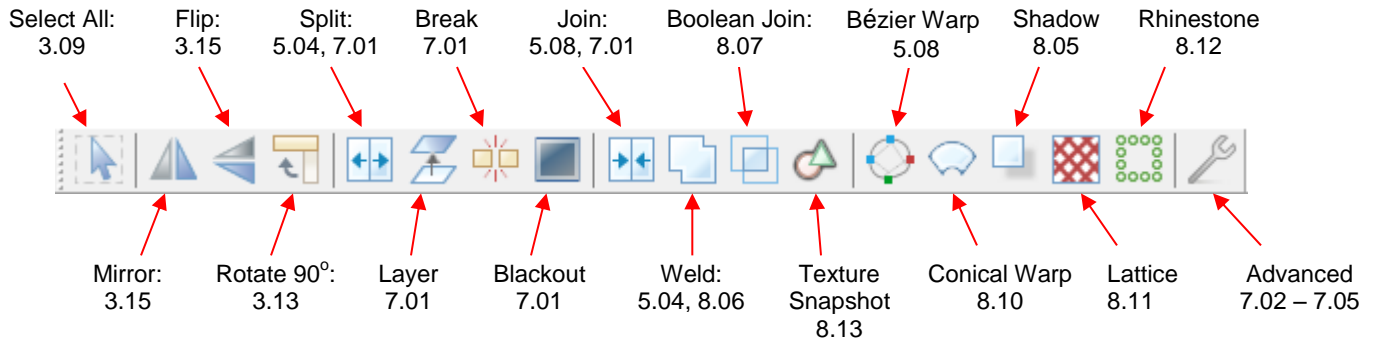 Select All:
3.09
Flip:
3.15
Split:
5.04, 7.01
Break
7.01
Join:
5.08, 7.01
Boolean Join:
8.07
Bézier Warp
5.08
Shadow
8.05
Rhinestone
8.12
Mirror:
3.15
Rotate 90°:
3.13
Layer
7.01
Blackout
7.01
Weld:
5.04, 8.06
Texture
Snapshot
8.13
Conical Warp
8.10
Lattice
8.11
Advanced
7.02 – 7.05